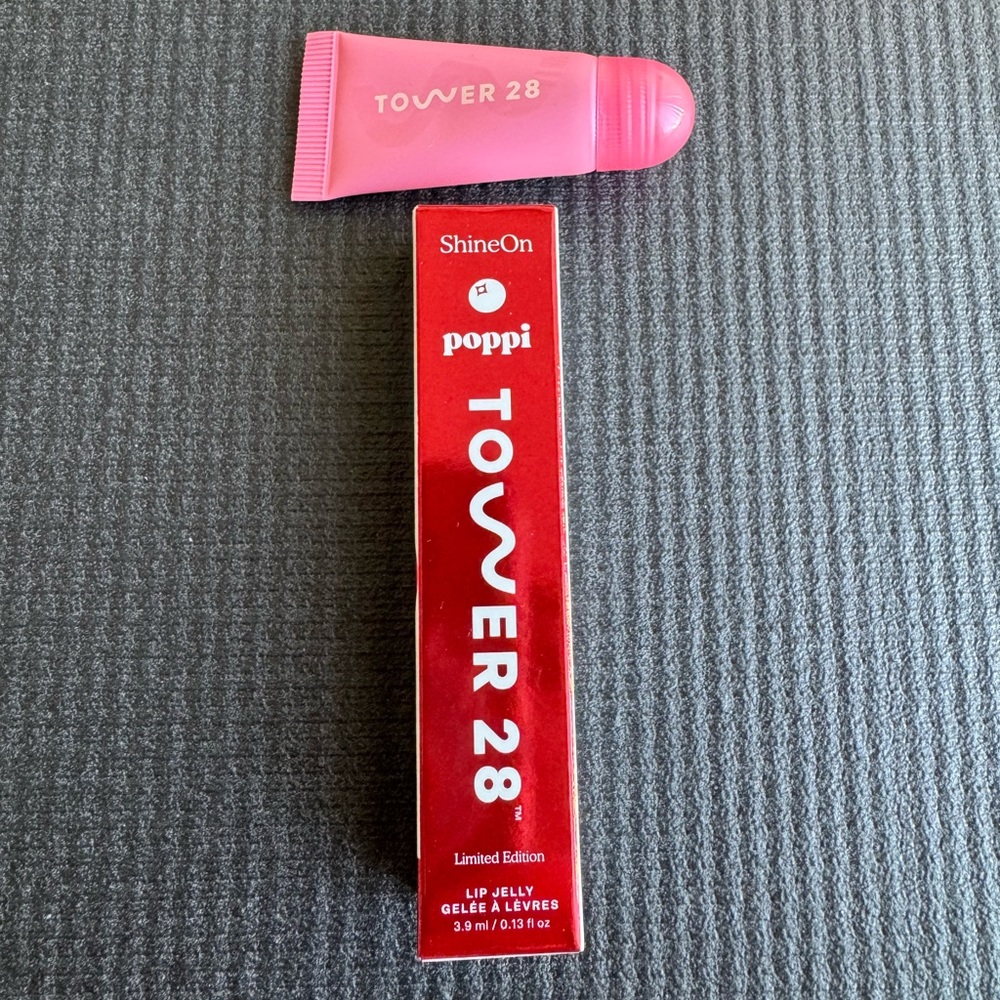 TOWER 28
ShineOn
poppi
TOWER 28™
Limited Edition
LIP JELLY
GELÉE À LÈVRES
3.9 ml / 0.13 fl oz